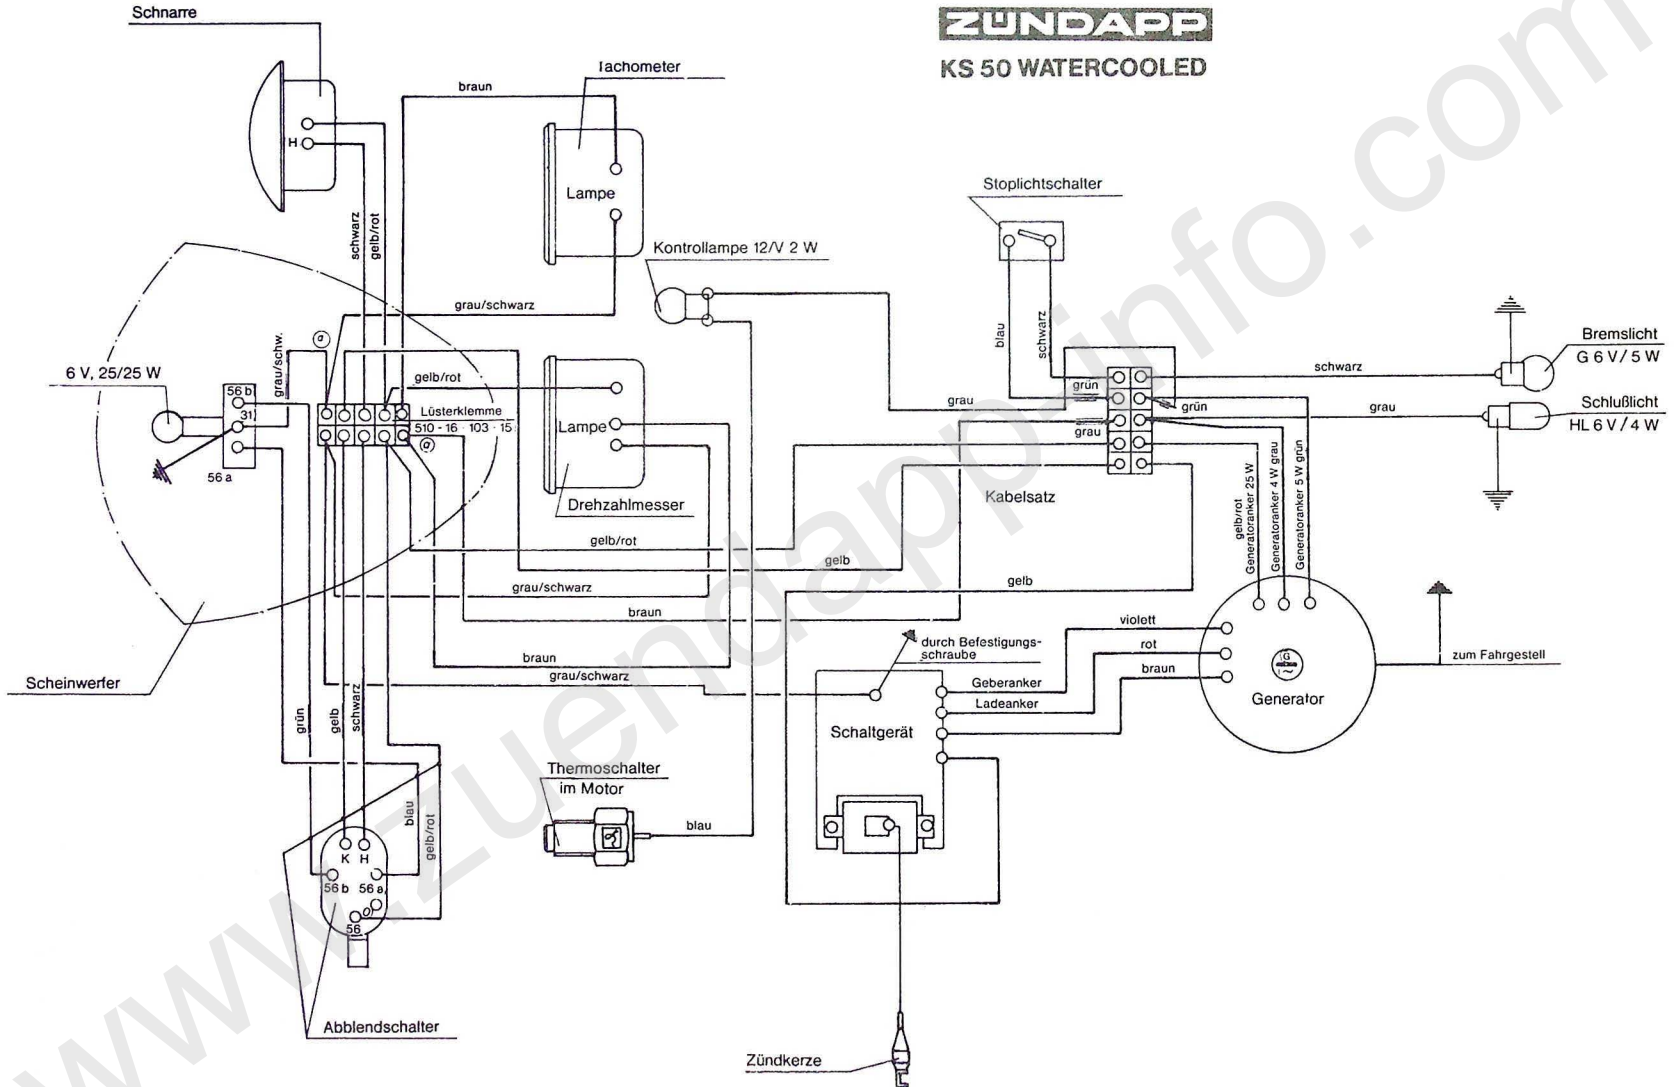 Schnarre
ZÜNDAPP
KS 50 WATERCOOLED
Tachometer
braun
H
Lampe
schwarz
gelb/rot
Stoplichtschalter
Kontrollampe 12/V 2 W
grau/schwarz
blau
schwarz
Bremslicht
G 6 V/ 5 W
schwarz
6 V, 25/25 W
grau/schw.
a
56 b
31
56 a
gelb/rot
Lüsterklemme
510 - 16 - 103 - 15
a
Lampe
Drehzahlmesser
grau
grün
grün
grau
grau
Schlußlicht
HL 6 V / 4 W
Kabelsatz
gelb/rot
Generatoranker 25 W
Generatoranker 4 W grau
Generatoranker 5 W grün
gelb/rot
gelb
grau/schwarz
gelb
braun
violett
rot
braun
durch Befestigungs-
schraube
braun
grau/schwarz
Geberanker
Ladeanker
G
Generator
zum Fahrgestell
Scheinwerfer
grün
gelb
schwarz
Schaltgerät
Thermoschalter
im Motor
blau
blau
gelb/rot
K H
56 b 56 a
0
56
Abblendschalter
Zündkerze
www.zuendapp-info.com